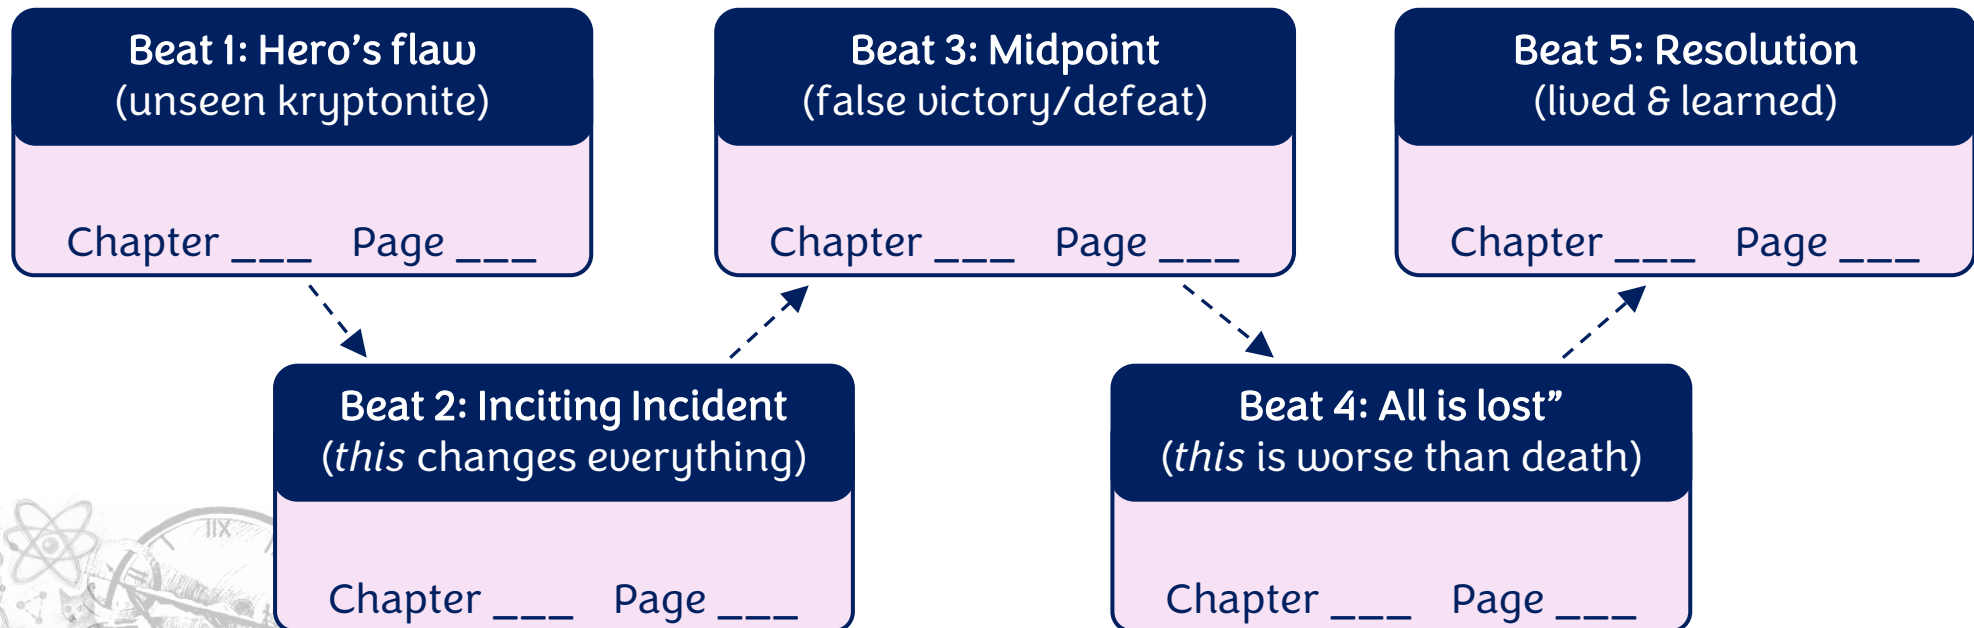 Beat 1: Hero's flaw
(unseen kryptonite)
Chapter ___ Page ___
Beat 2: Inciting Incident
(this changes everything)
Chapter ___ Page ___
Beat 3: Midpoint
(false victory/defeat)
Chapter ___ Page ___
Beat 4: All is lost”
(this is worse than death)
Chapter ___ Page ___
Beat 5: Resolution
(lived & learned)
Chapter ___ Page ___
IIX